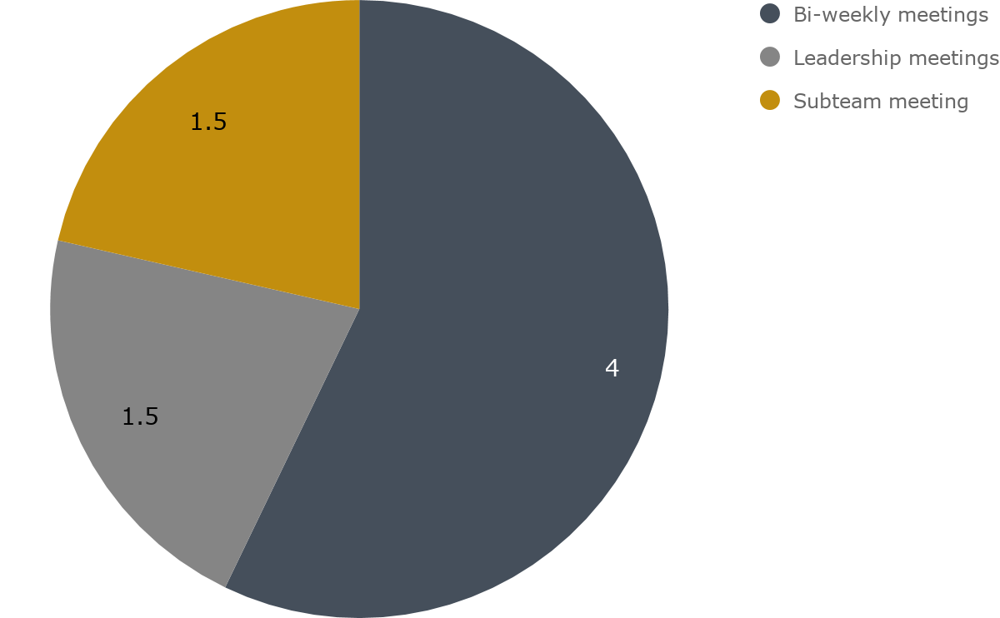 Bi-weekly meetings
Leadership meetings
Subteam meeting
1.5
4
1.5